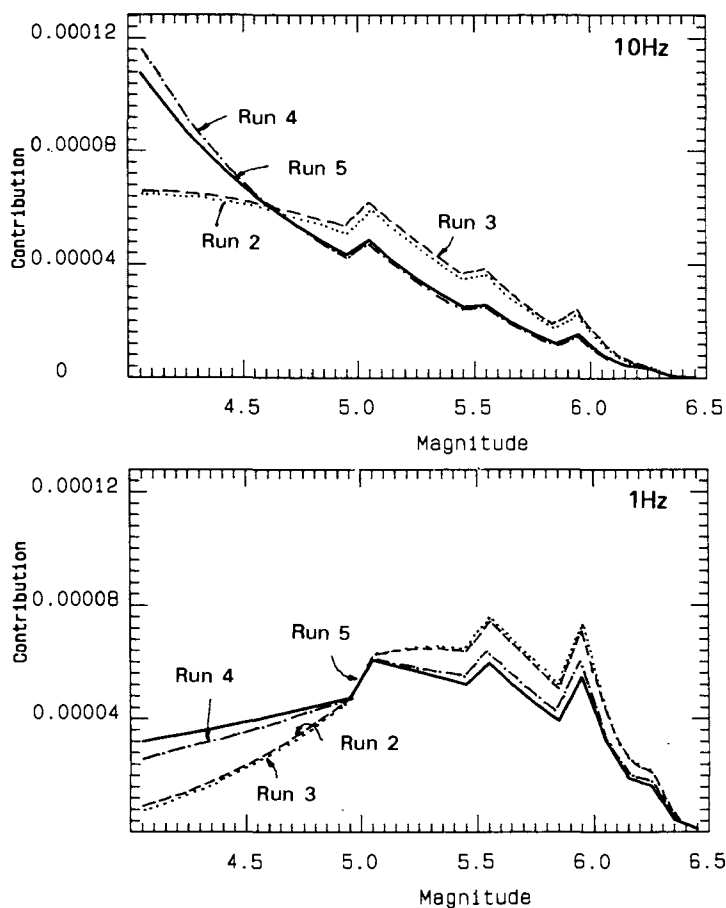 0.00012
10Hz
Run 4
0.00008
Run 5
Run 3
Contribution
Run 2
0.00004
0
4.5 5.0 5.5 6.0 6.5
Magnitude
0.00012
1Hz
0.00008
Contribution
Run 5
Run 4
0.00004
Run 2
Run 3
4.5 5.0 5.5 6.0 6.5
Magnitude